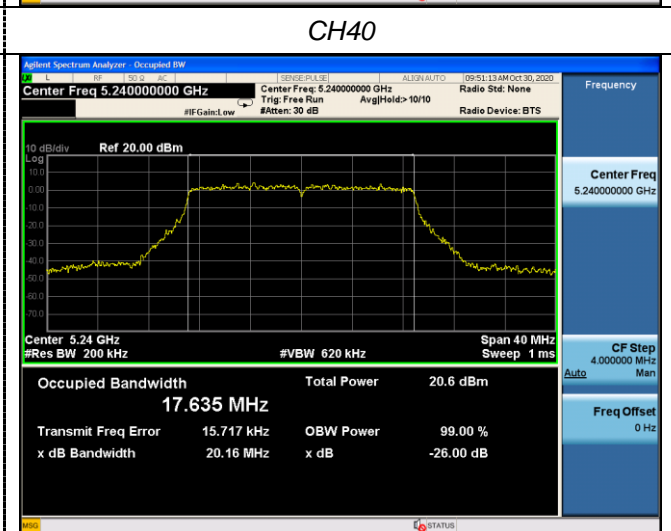 CH40
Agilent Spectrum Analyzer - Occupied BW
L RF 50 Ω AC SENSE:PULSE ALIGN AUTO 09:51:13 AM Oct 30, 2020
Center Freq 5.240000000 GHz Center Freq: 5.240000000 GHz Radio Std: None Frequency
Trig: Free Run Avg|Hold:> 10/10
#IFGain:Low #Atten: 30 dB Radio Device: BTS
10 dB/div Ref 20.00 dBm
Log
10.0
0.00
-10.0
-20.0
-30.0
-40.0
-50.0
-60.0
-70.0
Center Freq
5.240000000 GHz
Center 5.24 GHz Span 40 MHz
#Res BW 200 kHz #VBW 620 kHz Sweep 1 ms
CF Step
4.000000 MHz
Auto Man
Occupied Bandwidth Total Power 20.6 dBm
17.635 MHz
Transmit Freq Error 15.717 kHz OBW Power 99.00 %
x dB Bandwidth 20.16 MHz x dB -26.00 dB
Freq Offset
0 Hz
MSG STATUS